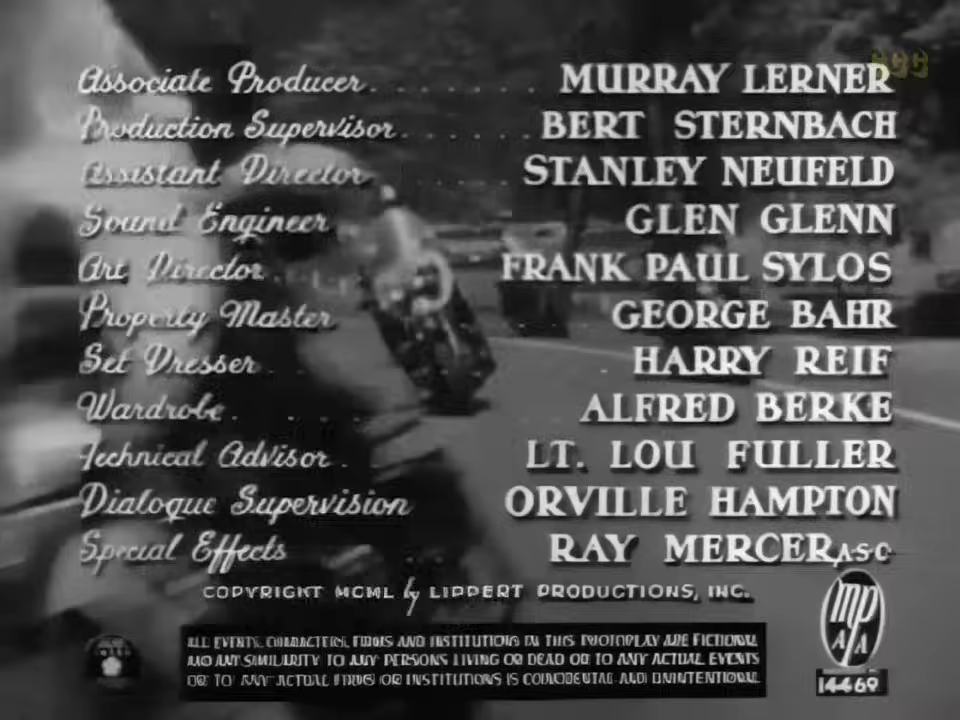 Associate Producer . . . . . . . . MURRAY LERNER
Production Supervisor . . . . . . . BERT STERNBACH
Assistant Director . . . . . STANLEY NEUFELD
Sound Engineer GLEN GLENN
Art Director . . . . FRANK PAUL SYLOS
Property Master GEORGE BAHR
Set Dresser . . HARRY REIF
Wardrobe . . . . . ALFRED BERKE
Technical Advisor . . LT. LOU FULLER
Dialogue Supervision ORVILLE HAMPTON
Special Effects . . RAY MERCER, A·S·C·
COPYRIGHT MCML by LIPPERT PRODUCTIONS, INC.
ALL EVENTS, CHARACTERS, FIRMS AND INSTITUTIONS IN THIS PHOTOPLAY ARE FICTIONAL
AND ANY SIMILARITY TO ANY PERSONS LIVING OR DEAD OR TO ANY ACTUAL EVENTS
OR TO ANY ACTUAL FIRMS OR INSTITUTIONS IS COINCIDENTAL AND UNINTENTIONAL.
MPAA
14469